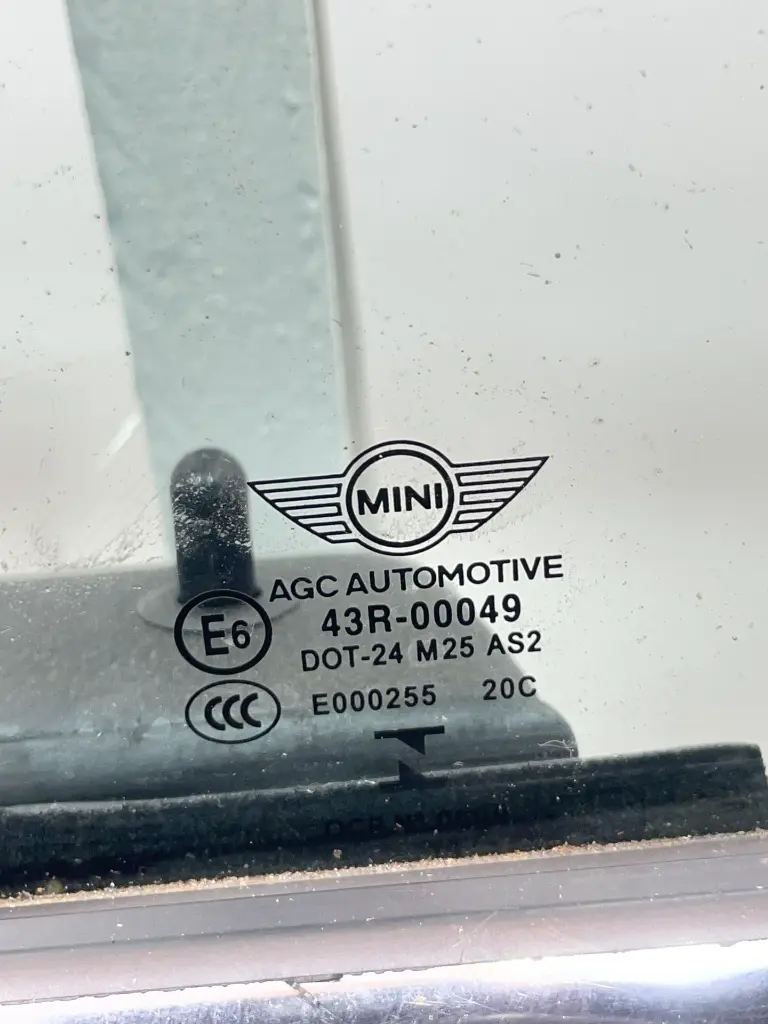 MINI
AGC AUTOMOTIVE
E6 43R-00049
DOT-24 M25 AS2
CCC E000255 20C